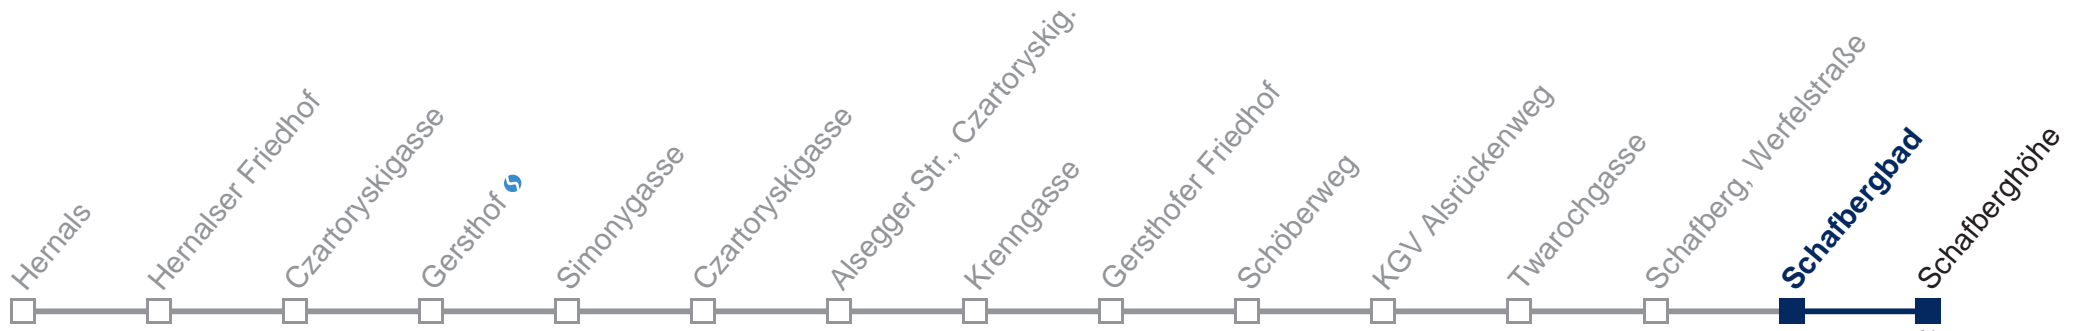 Hernals
Hernalser Friedhof
Czartoryskigasse
Gersthof
Simonygasse
Czartoryskigasse
Alsegger Str., Czartoryskig.
Krenngasse
Gersthofer Friedhof
Schöberweg
KGV Alsrückenweg
Twarochgasse
Schafberg, Werfelstraße
Schafbergbad
Schafberghöhe